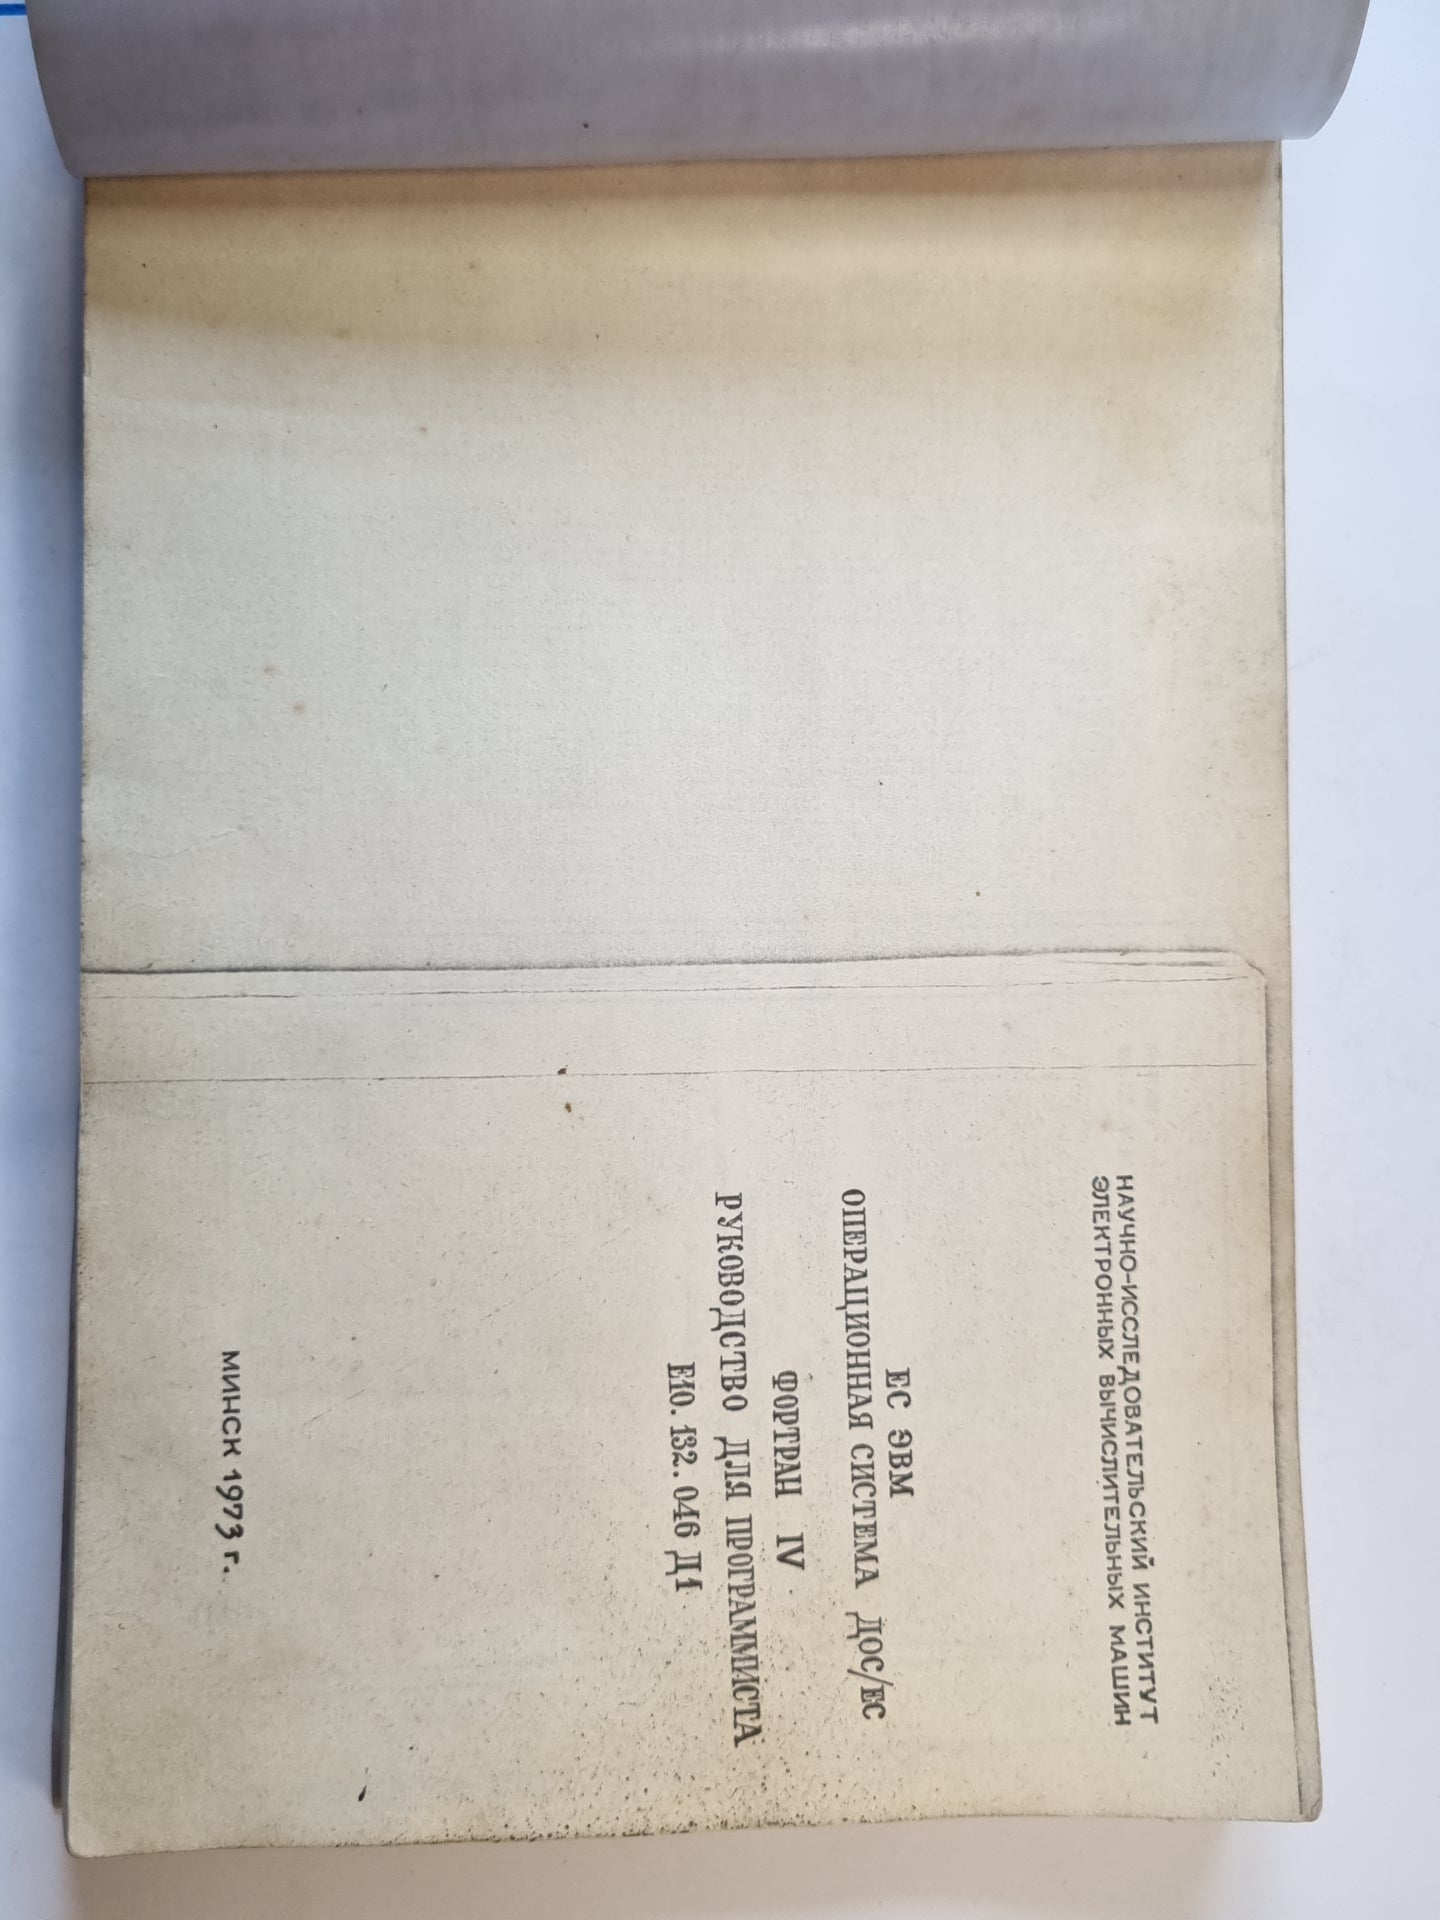 НАУЧНО-ИССЛЕДОВАТЕЛЬСКИЙ ИНСТИТУТ
ЭЛЕКТРОННЫХ ВЫЧИСЛИТЕЛЬНЫХ МАШИН
ЕС ЭВМ
ОПЕРАЦИОННАЯ СИСТЕМА ДОС/ЕС
ФОРТРАН IV
РУКОВОДСТВО ДЛЯ ПРОГРАММИСТА
Е10.132.046 Д1
МИНСК 1973 г.